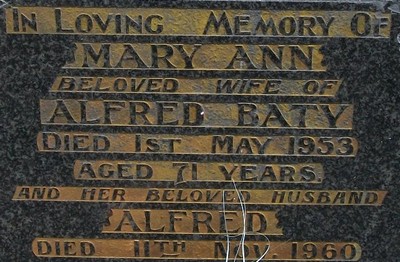 In Loving Memory Of
MARY ANN
BELOVED WIFE OF
ALFRED BATY
DIED 1ST MAY 1953
AGED 71 YEARS.
AND HER BELOVED HUSBAND
ALFRED
DIED 11TH NOV. 1960